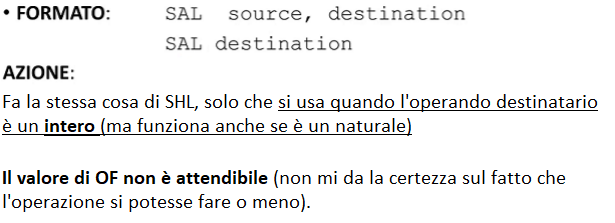 • FORMATO: SAL source, destination
SAL destination
AZIONE:
Fa la stessa cosa di SHL, solo che si usa quando l'operando destinatario
è un intero (ma funziona anche se è un naturale)
Il valore di OF non è attendibile (non mi da la certezza sul fatto che
l'operazione si potesse fare o meno).